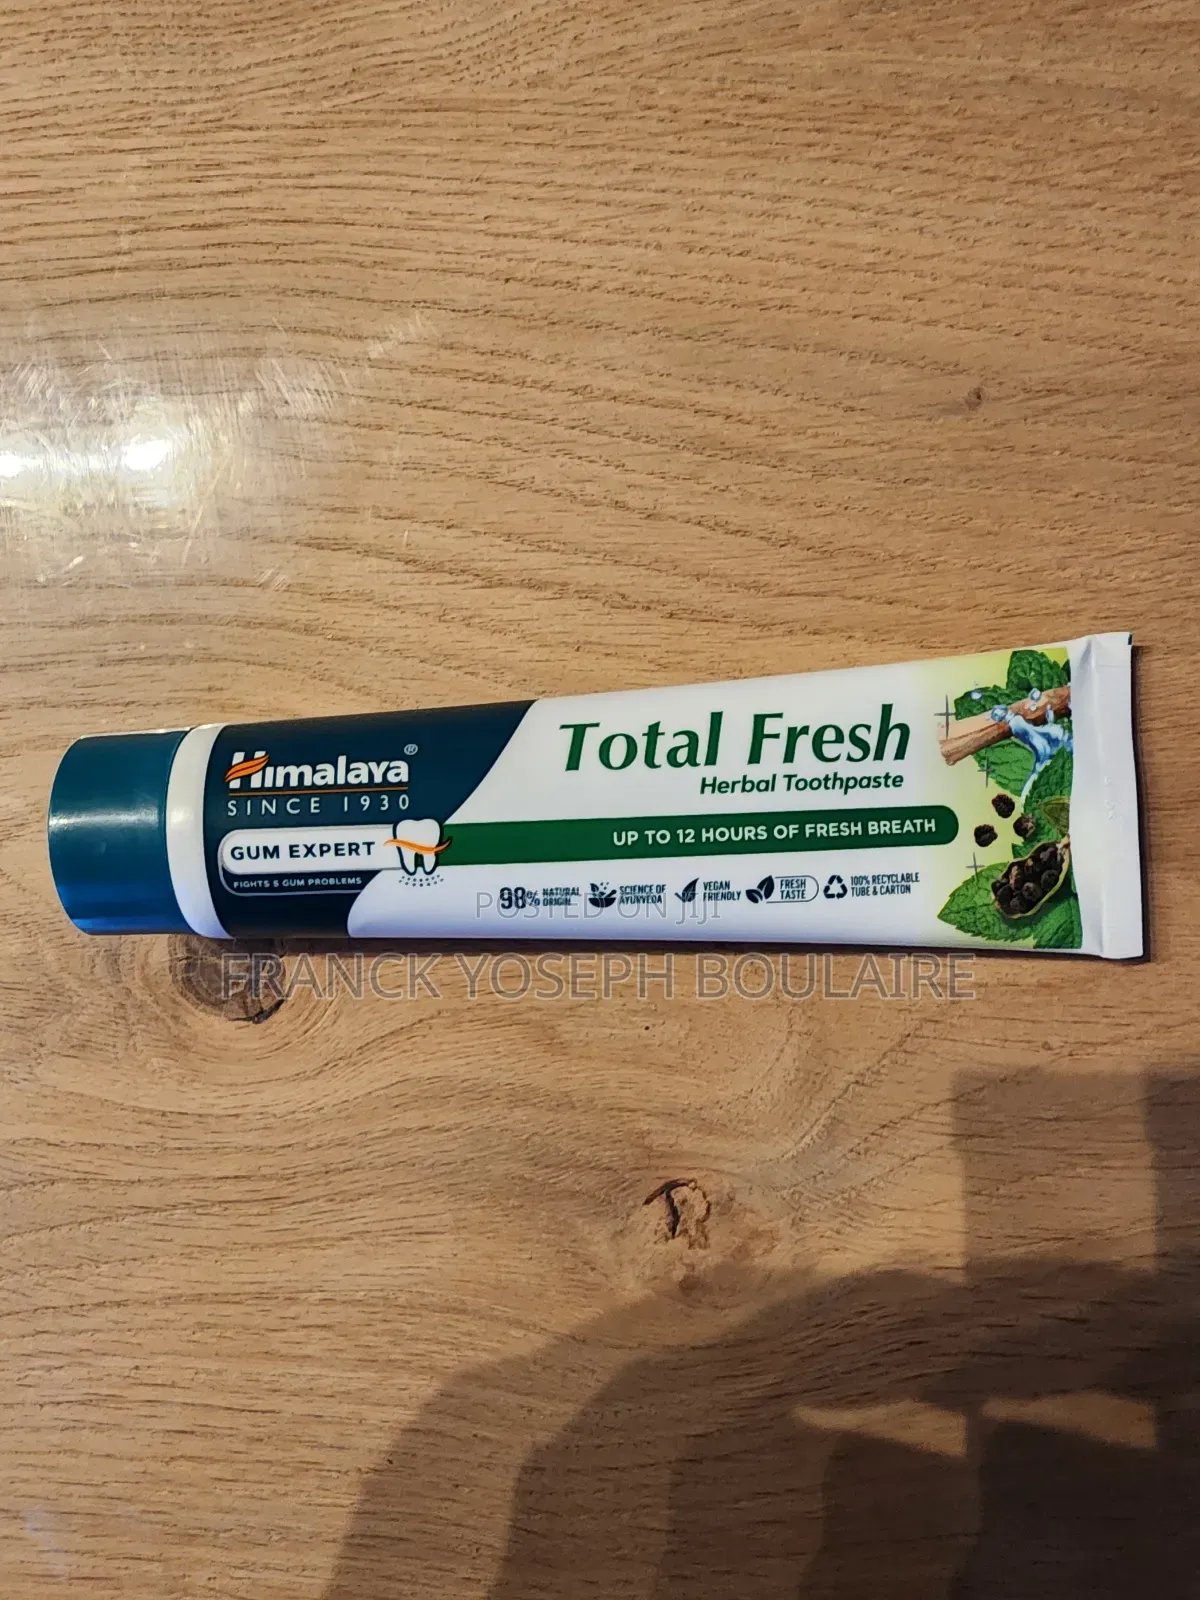 Himalaya®
SINCE 1930
GUM EXPERT
FIGHTS 5 GUM PROBLEMS
Total Fresh
Herbal Toothpaste
UP TO 12 HOURS OF FRESH BREATH
98% NATURAL ORIGIN
SCIENCE OF AYURVEDA
VEGAN FRIENDLY
FRESH TASTE
100% RECYCLABLE TUBE & CARTON
POSTED ON JIJI
FRANCK YOSEPH BOULAIRE